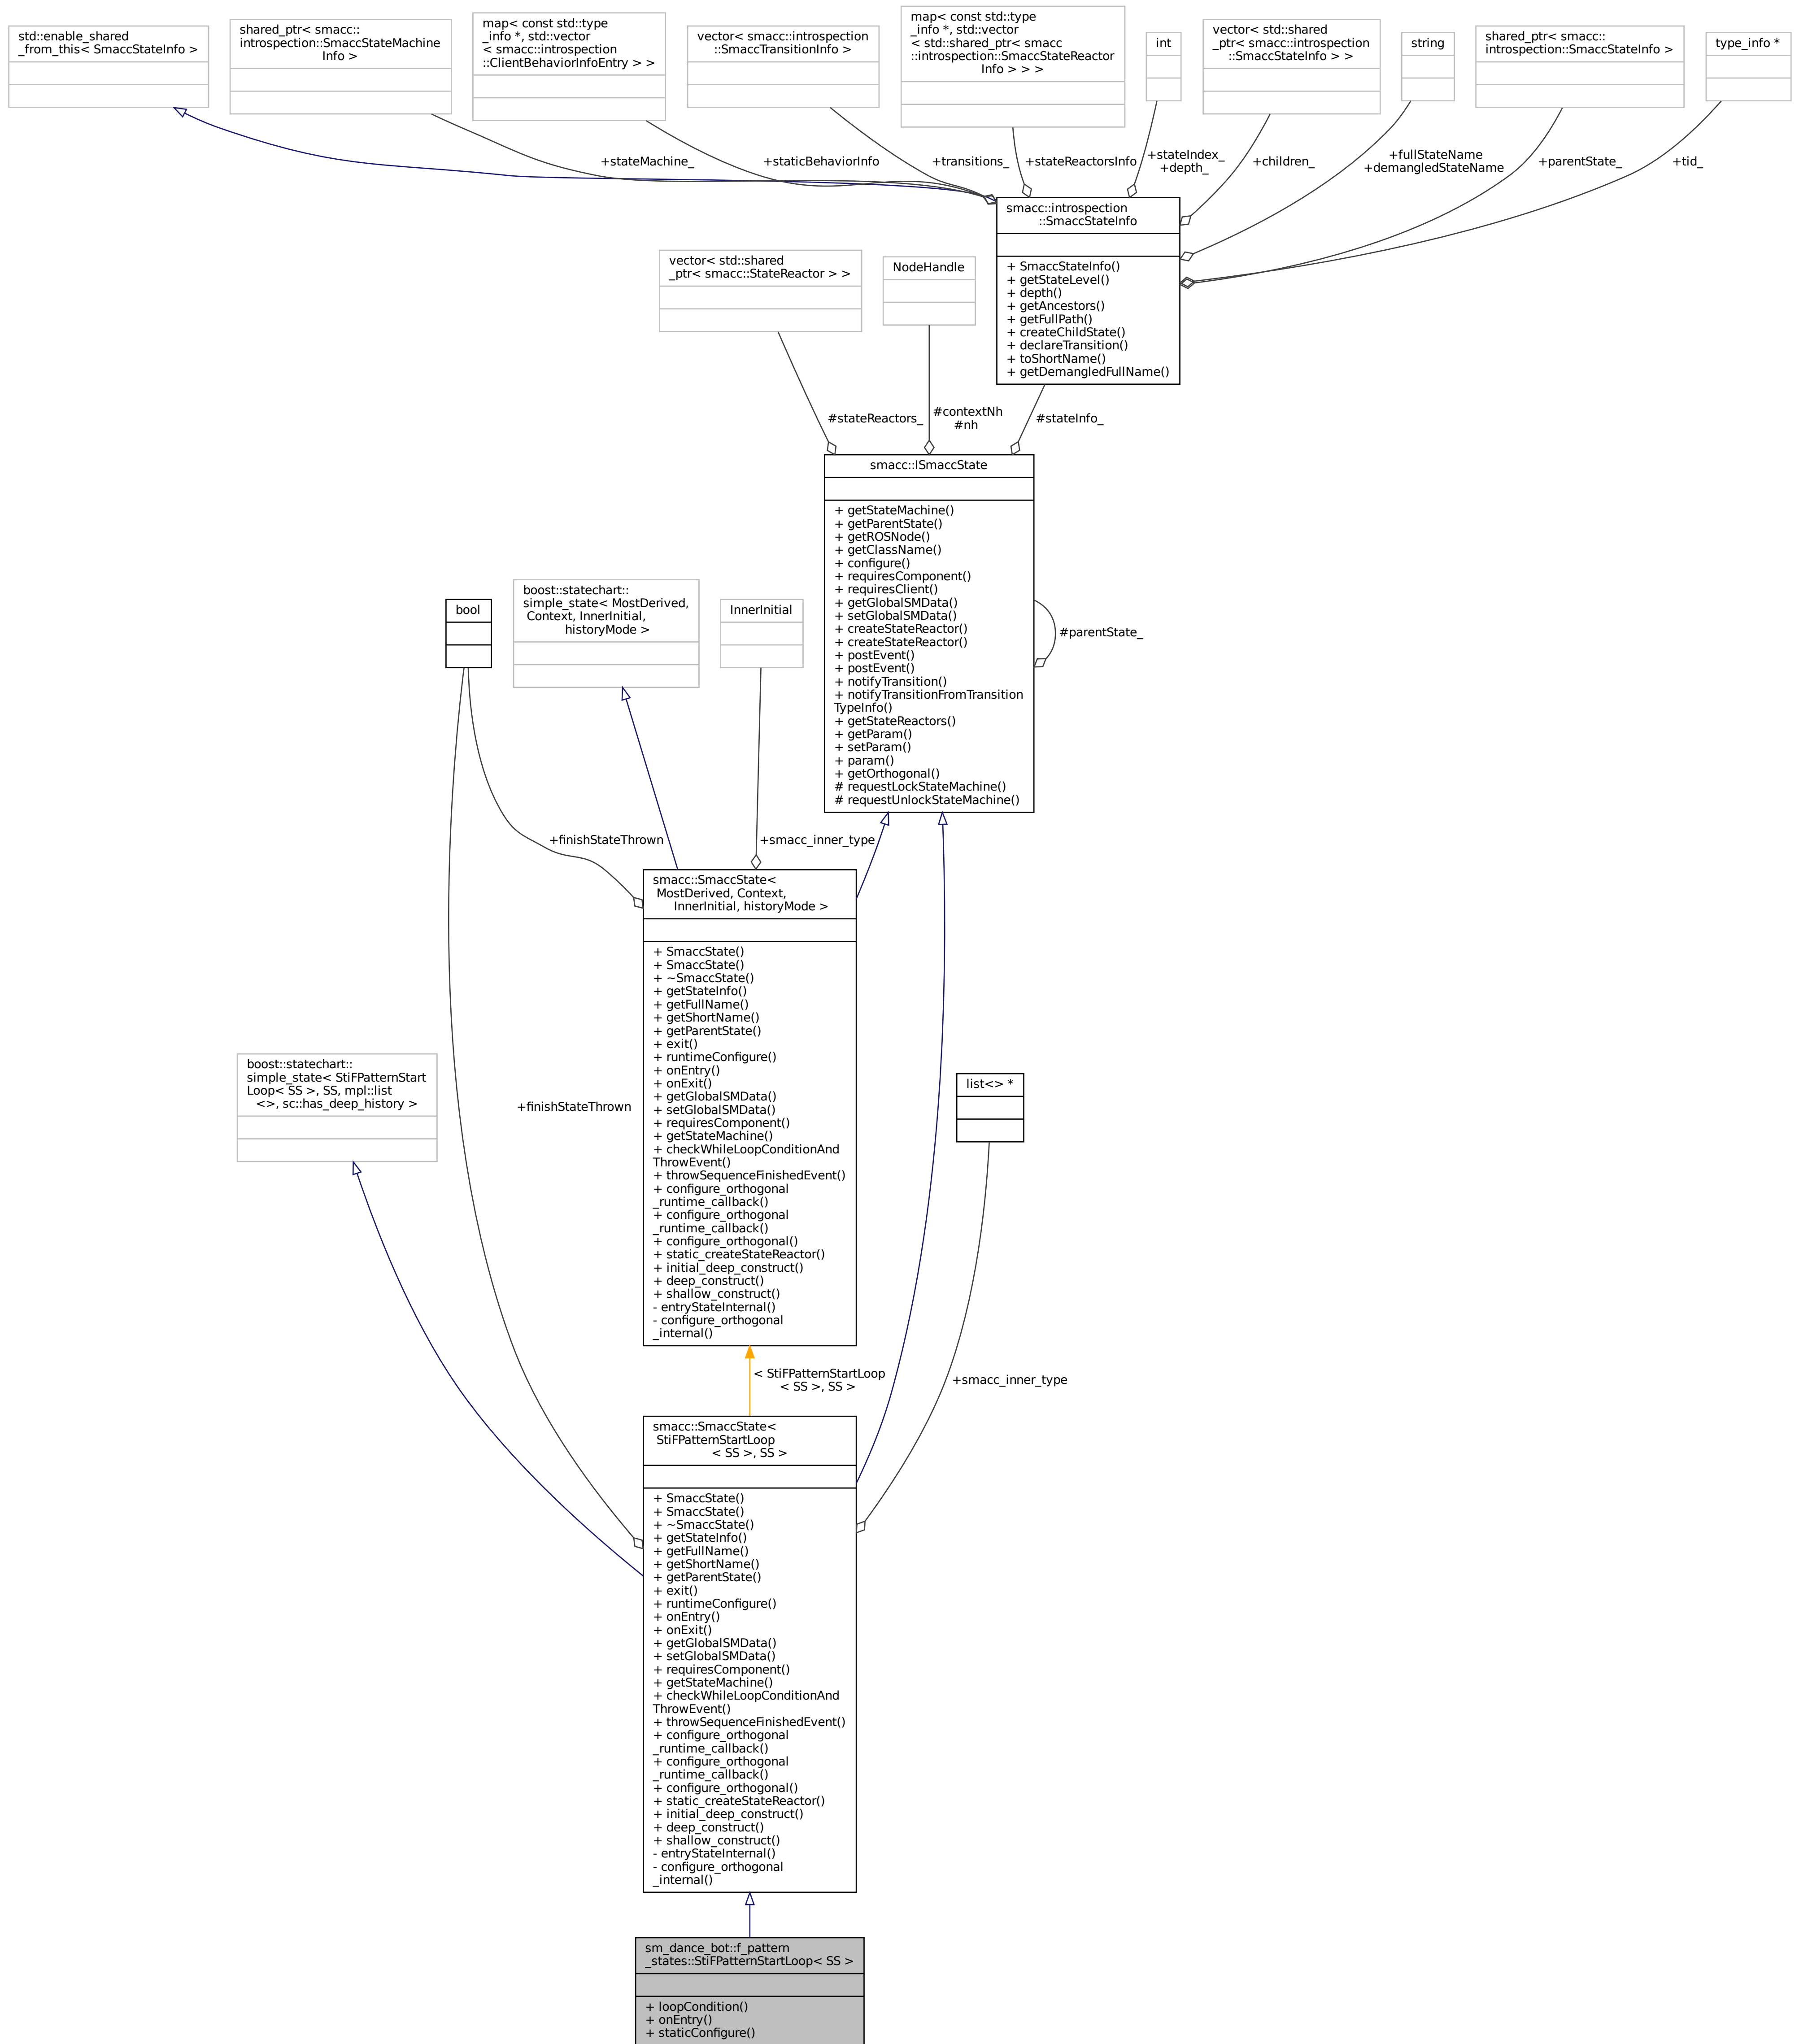 std::enable_shared
_from_this< SmaccStateInfo >
shared_ptr< smacc::
introspection::SmaccStateMachine
Info >
map< const std::type
_info *, std::vector
< smacc::introspection
::ClientBehaviorInfoEntry > >
vector< smacc::introspection
::SmaccTransitionInfo >
map< const std::type
_info *, std::vector
< std::shared_ptr< smacc
::introspection::SmaccStateReactor
Info > > >
int
vector< std::shared
_ptr< smacc::introspection
::SmaccStateInfo > >
string
shared_ptr< smacc::
introspection::SmaccStateInfo >
type_info *
+stateMachine_
+staticBehaviorInfo
+transitions_
+stateReactorsInfo
+stateIndex_
+depth_
+children_
+fullStateName
+demangledStateName
+parentState_
+tid_
smacc::introspection
::SmaccStateInfo
+ SmaccStateInfo()
+ getStateLevel()
+ depth()
+ getAncestors()
+ getFullPath()
+ createChildState()
+ declareTransition()
+ toShortName()
+ getDemangledFullName()
vector< std::shared
_ptr< smacc::StateReactor > >
NodeHandle
#stateReactors_
#contextNh
#nh
#stateInfo_
smacc::ISmaccState
+ getStateMachine()
+ getParentState()
+ getROSNode()
+ getClassName()
+ configure()
+ requiresComponent()
+ requiresClient()
+ getGlobalSMData()
+ setGlobalSMData()
+ createStateReactor()
+ createStateReactor()
+ postEvent()
+ postEvent()
+ notifyTransition()
+ notifyTransitionFromTransition
TypeInfo()
+ getStateReactors()
+ getParam()
+ setParam()
+ param()
+ getOrthogonal()
# requestLockStateMachine()
# requestUnlockStateMachine()
#parentState_
bool
boost::statechart::
simple_state< MostDerived,
Context, InnerInitial,
historyMode >
InnerInitial
+finishStateThrown
+smacc_inner_type
smacc::SmaccState<
MostDerived, Context,
InnerInitial, historyMode >
+ SmaccState()
+ SmaccState()
+ ~SmaccState()
+ getStateInfo()
+ getFullName()
+ getShortName()
+ getParentState()
+ exit()
+ runtimeConfigure()
+ onEntry()
+ onExit()
+ getGlobalSMData()
+ setGlobalSMData()
+ requiresComponent()
+ getStateMachine()
+ checkWhileLoopConditionAnd
ThrowEvent()
+ throwSequenceFinishedEvent()
+ configure_orthogonal
_runtime_callback()
+ configure_orthogonal
_runtime_callback()
+ configure_orthogonal()
+ static_createStateReactor()
+ initial_deep_construct()
+ deep_construct()
+ shallow_construct()
- entryStateInternal()
- configure_orthogonal
_internal()
boost::statechart::
simple_state< StiFPatternStart
Loop< SS >, SS, mpl::list
<>, sc::has_deep_history >
+finishStateThrown
list<> *
< StiFPatternStartLoop
< SS >, SS >
+smacc_inner_type
smacc::SmaccState<
StiFPatternStartLoop
< SS >, SS >
+ SmaccState()
+ SmaccState()
+ ~SmaccState()
+ getStateInfo()
+ getFullName()
+ getShortName()
+ getParentState()
+ exit()
+ runtimeConfigure()
+ onEntry()
+ onExit()
+ getGlobalSMData()
+ setGlobalSMData()
+ requiresComponent()
+ getStateMachine()
+ checkWhileLoopConditionAnd
ThrowEvent()
+ throwSequenceFinishedEvent()
+ configure_orthogonal
_runtime_callback()
+ configure_orthogonal
_runtime_callback()
+ configure_orthogonal()
+ static_createStateReactor()
+ initial_deep_construct()
+ deep_construct()
+ shallow_construct()
- entryStateInternal()
- configure_orthogonal
_internal()
sm_dance_bot::f_pattern
_states::StiFPatternStartLoop< SS >
+ loopCondition()
+ onEntry()
+ staticConfigure()